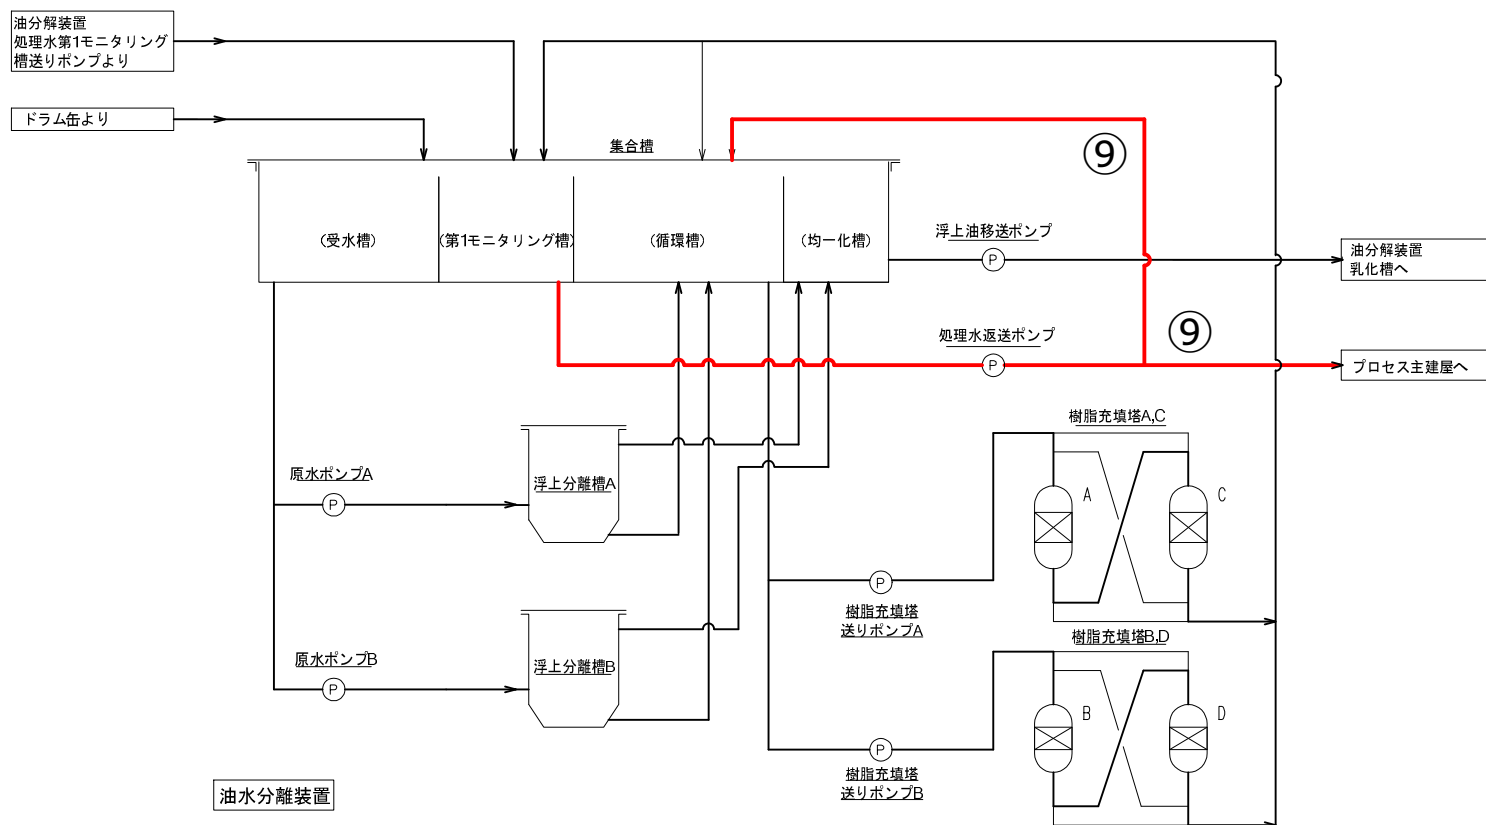 油分解装置
処理水第1モニタリング
槽送りポンプより
ドラム缶より
集合槽
⑨
(受水槽)
(第1モニタリング槽)
(循環槽)
(均一化槽)
浮上油移送ポンプ
P
油分解装置
乳化槽へ
処理水返送ポンプ
P
⑨
プロセス主建屋へ
樹脂充填塔A,C
原水ポンプA
P
浮上分離槽A
A
C
P
樹脂充填塔
送りポンプA
樹脂充填塔B,D
原水ポンプB
P
浮上分離槽B
B
D
P
樹脂充填塔
送りポンプB
油水分離装置